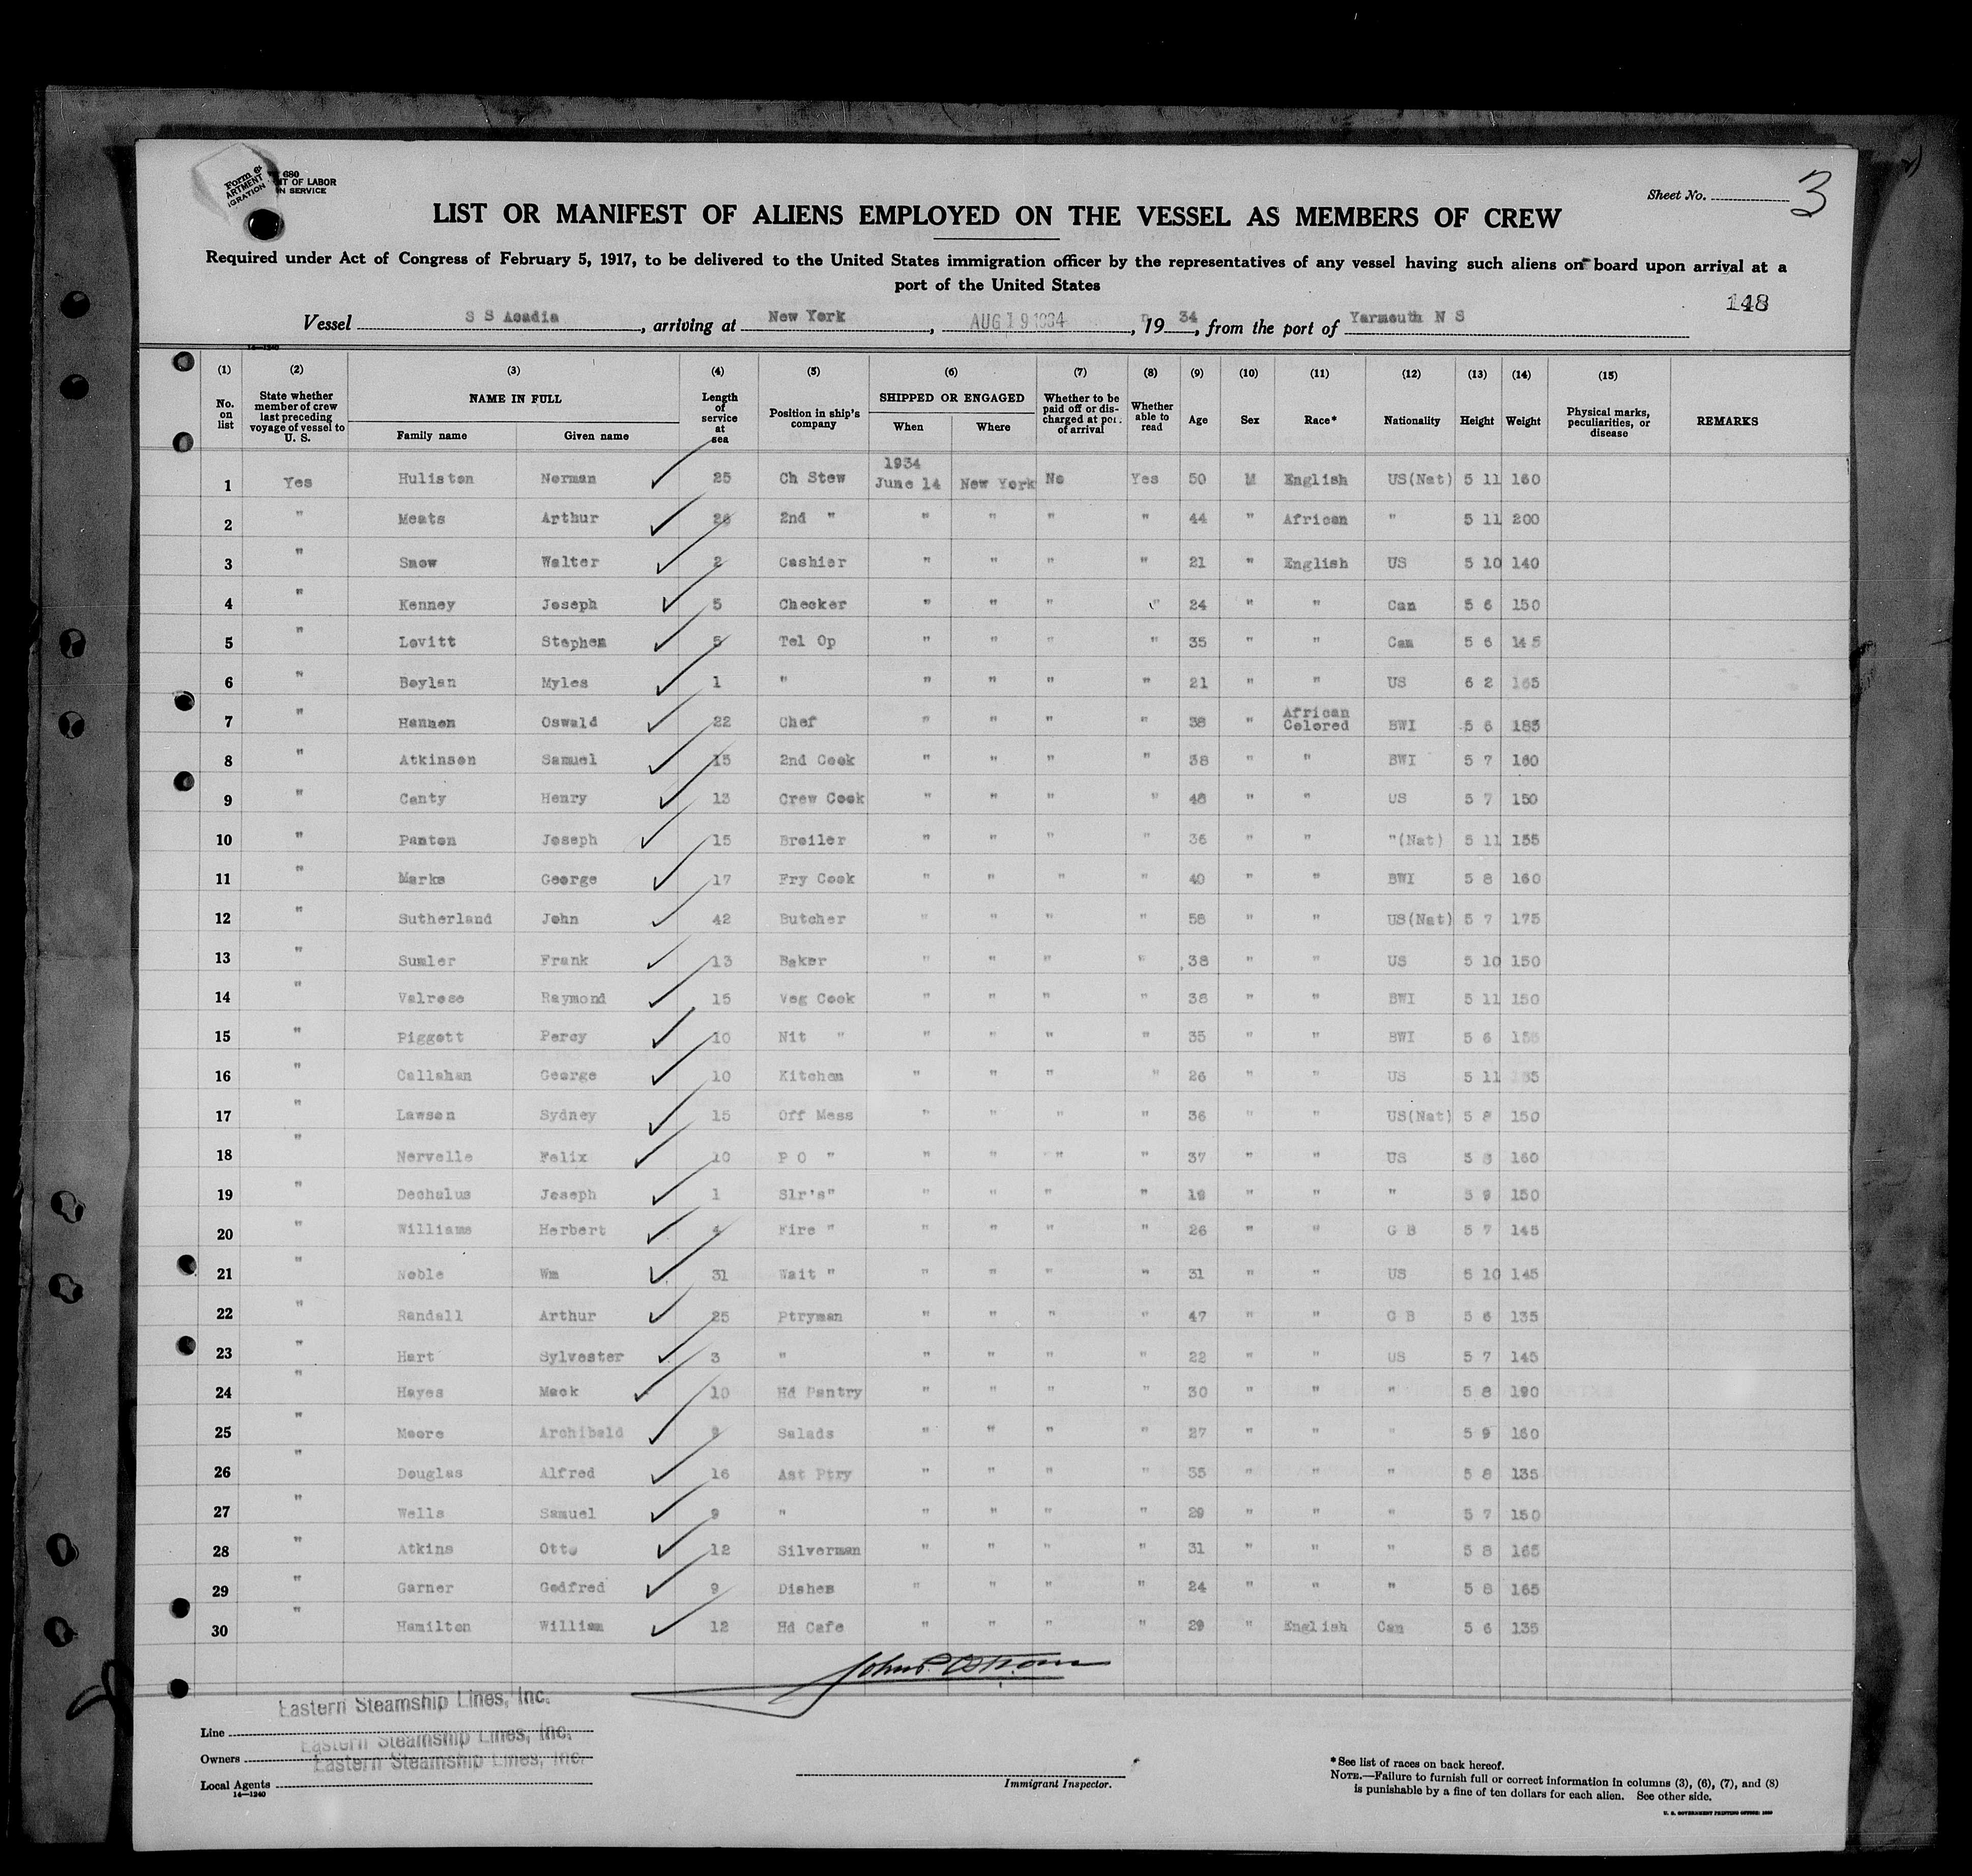 Form 680
DEPARTMENT OF LABOR
IMMIGRATION SERVICE
Sheet No. 3
LIST OR MANIFEST OF ALIENS EMPLOYED ON THE VESSEL AS MEMBERS OF CREW
Required under Act of Congress of February 5, 1917, to be delivered to the United States immigration officer by the representatives of any vessel having such aliens on board upon arrival at a
port of the United States
148
Vessel S S Acadia, arriving at New York, AUG 19 1934, 19 34, from the port of Yarmouth N S
14—1240
(1) (2) (3) (4) (5) (6) (7) (8) (9) (10) (11) (12) (13) (14) (15)
No. on list State whether member of crew last preceding voyage of vessel to U. S. NAME IN FULL Family name Given name Length of service at sea Position in ship's company SHIPPED OR ENGAGED When Where Whether to be paid off or discharged at port of arrival Whether able to read Age Sex Race* Nationality Height Weight Physical marks, peculiarities, or disease REMARKS
1 Yes Huliston Norman 25 Ch Stew 1934 June 14 New York No Yes 50 M English US(Nat) 5 11 160
2 " Meats Arthur 26 2nd " " " " " 44 " African " 5 11 200
3 " Snow Walter 2 Cashier " " " " 21 " English US 5 10 140
4 " Kenney Joseph 5 Checker " " " " 24 " " Can 5 6 150
5 " Lovitt Stephen 5 Tel Op " " " " 35 " " Can 5 6 145
6 " Boylan Myles 1 " " " " " 21 " " US 6 2 165
7 " Hannon Oswald 22 Chef " " " " 38 " African Colored BWI 5 6 185
8 " Atkinson Samuel 15 2nd Cook " " " " 38 " " BWI 5 7 160
9 " Canty Henry 13 Crew Cook " " " " 48 " " US 5 7 150
10 " Panton Joseph 15 Broiler " " " " 36 " " "(Nat) 5 11 155
11 " Marks George 17 Fry Cook " " " " 40 " " BWI 5 8 160
12 " Sutherland John 42 Butcher " " " " 58 " " US(Nat) 5 7 175
13 " Sumler Frank 13 Baker " " " " 38 " " US 5 10 150
14 " Valrose Raymond 15 Veg Cook " " " " 38 " " BWI 5 11 150
15 " Piggott Percy 10 Nit " " " " " 35 " " BWI 5 6
16 " Callahan George 10 Kitchen " " " " 26 " " US 5 11
17 " Lawson Sydney 15 Off Mess " " " " 36 " " US(Nat) 5 8 150
18 " Nervelle Felix 10 P O " " " " " 37 " " US 5 8 160
19 " Dechalus Joseph 1 Slr's" " " " " 19 " " " 5 9 150
20 " Williams Herbert 4 Fire " " " " " 26 " " G B 5 7 145
21 " Noble Wm 31 Wait " " " " " 31 " " US 5 10 145
22 " Randall Arthur 25 Ptryman " " " " 47 " " G B 5 6 135
23 " Hart Sylvester 3 " " " " " 22 " " US 5 7 145
24 " Hayes Mack 10 Hd Pantry " " " " 30 " " " 5 8 190
25 " Moore Archibald 9 Salads " " " " 27 " " " 5 9 160
26 " Douglas Alfred 16 Ast Ptry " " " " 35 " " " 5 8 135
27 " Wells Samuel 9 " " " " " 29 " " " 5 7 150
28 " Atkins Otto 12 Silverman " " " " 31 " " " 5 8 165
29 " Garner Godfred 9 Dishes " " " " 24 " " " 5 8 165
30 " Hamilton William 12 Hd Cafe " " " " 29 " English Can 5 6 135
Eastern Steamship Lines, Inc.
Line
Eastern Steamship Lines, Inc.
Owners
Eastern Steamship Lines, Inc.
Local Agents
14—1240
Immigrant Inspector.
*See list of races on back hereof.
NOTE.—Failure to furnish full or correct information in columns (3), (6), (7), and (8)
is punishable by a fine of ten dollars for each alien. See other side.
U. S. GOVERNMENT PRINTING OFFICE: